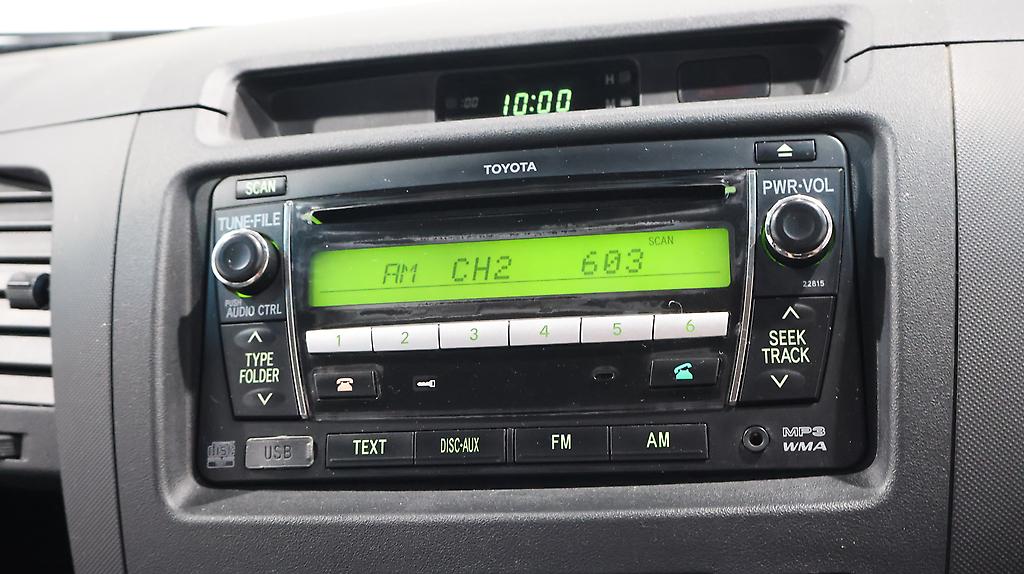 :00 10:00 H
M
TOYOTA
SCAN
TUNE·FILE
PWR·VOL
SCAN
AM CH2 603
PUSH
AUDIO CTRL
22815
1 2 3 4 5 6
TYPE
FOLDER
SEEK
TRACK
USB
TEXT DISC·AUX FM AM
MP3
WMA